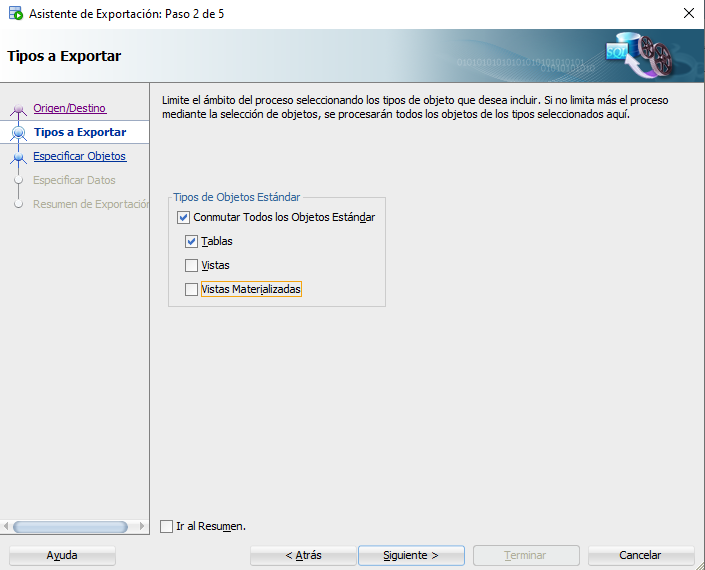 Asistente de Exportación: Paso 2 de 5
Tipos a Exportar
SQL
0101010101010101010101010101
01010101010
Origen/Destino
Tipos a Exportar
Especificar Objetos
Especificar Datos
Resumen de Exportación
Limite el ámbito del proceso seleccionando los tipos de objeto que desea incluir. Si no limita más el proceso
mediante la selección de objetos, se procesarán todos los objetos de los tipos seleccionados aquí.
Tipos de Objetos Estándar
Conmutar Todos los Objetos Estándar
Tablas
Vistas
Vistas Materializadas
Ir al Resumen.
Ayuda
< Atrás
Siguiente >
Terminar
Cancelar